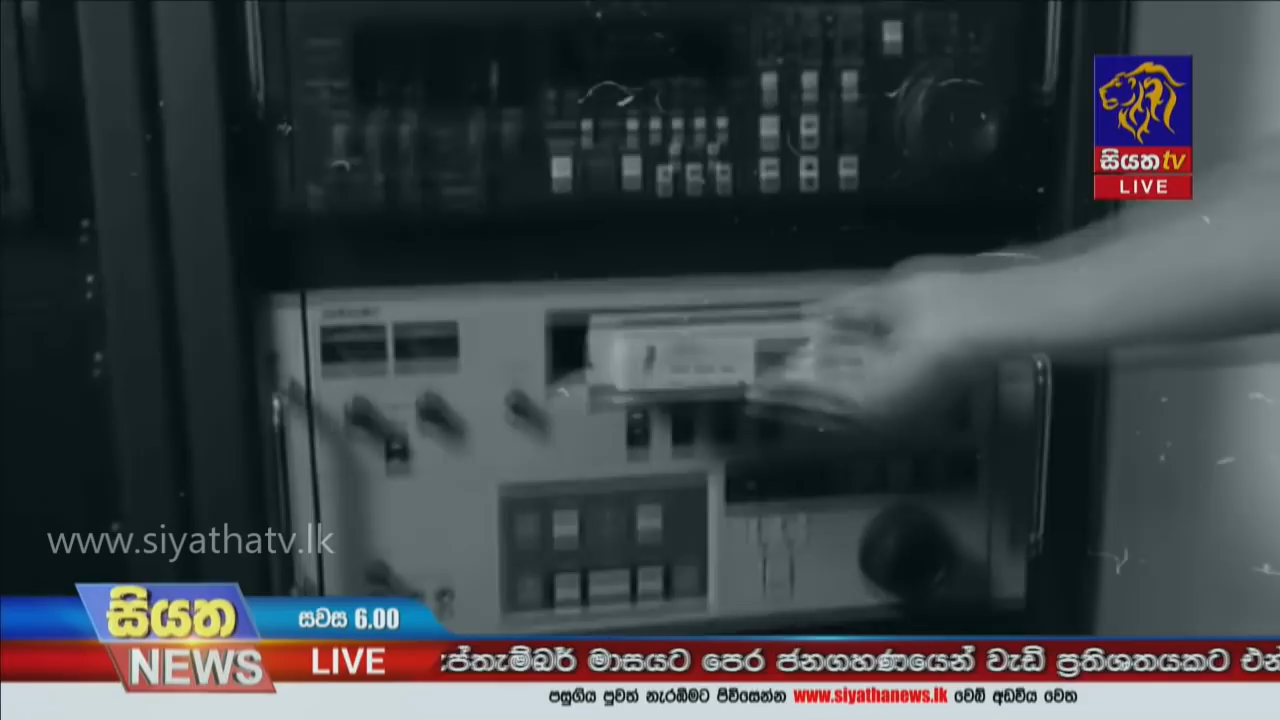 සියත tv
LIVE
www.siyathatv.lk
සියත
NEWS
සවස 6.00
LIVE
ප්තැම්බර් මාසයට පෙර ජනගහණයෙන් වැඩි ප්‍රතිශතයකට එන්
පසුගිය පුවත් නැරඹීමට පිවිසෙන්න www.siyathanews.lk වෙබ් අඩවිය වෙත